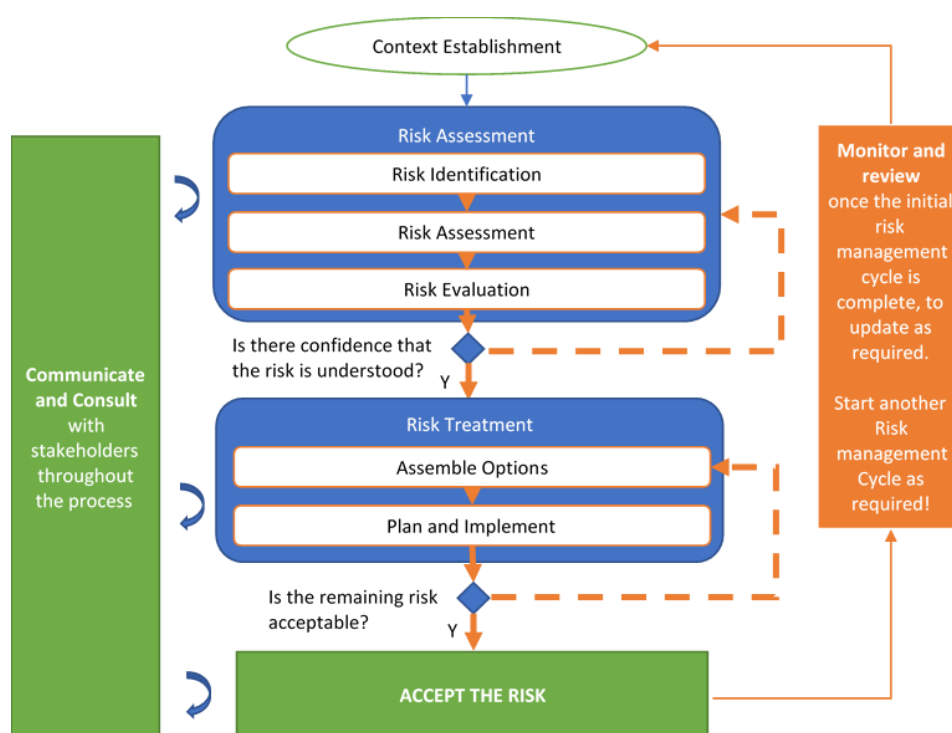 Context Establishment
Risk Assessment
Risk Identification
Risk Assessment
Risk Evaluation
Is there confidence that
the risk is understood?
Y
Risk Treatment
Assemble Options
Plan and Implement
Is the remaining risk
acceptable?
Y
ACCEPT THE RISK
Communicate
and Consult
with
stakeholders
throughout
the process
Monitor and
review
once the initial
risk
management
cycle is
complete, to
update as
required.
Start another
Risk
management
Cycle as
required!